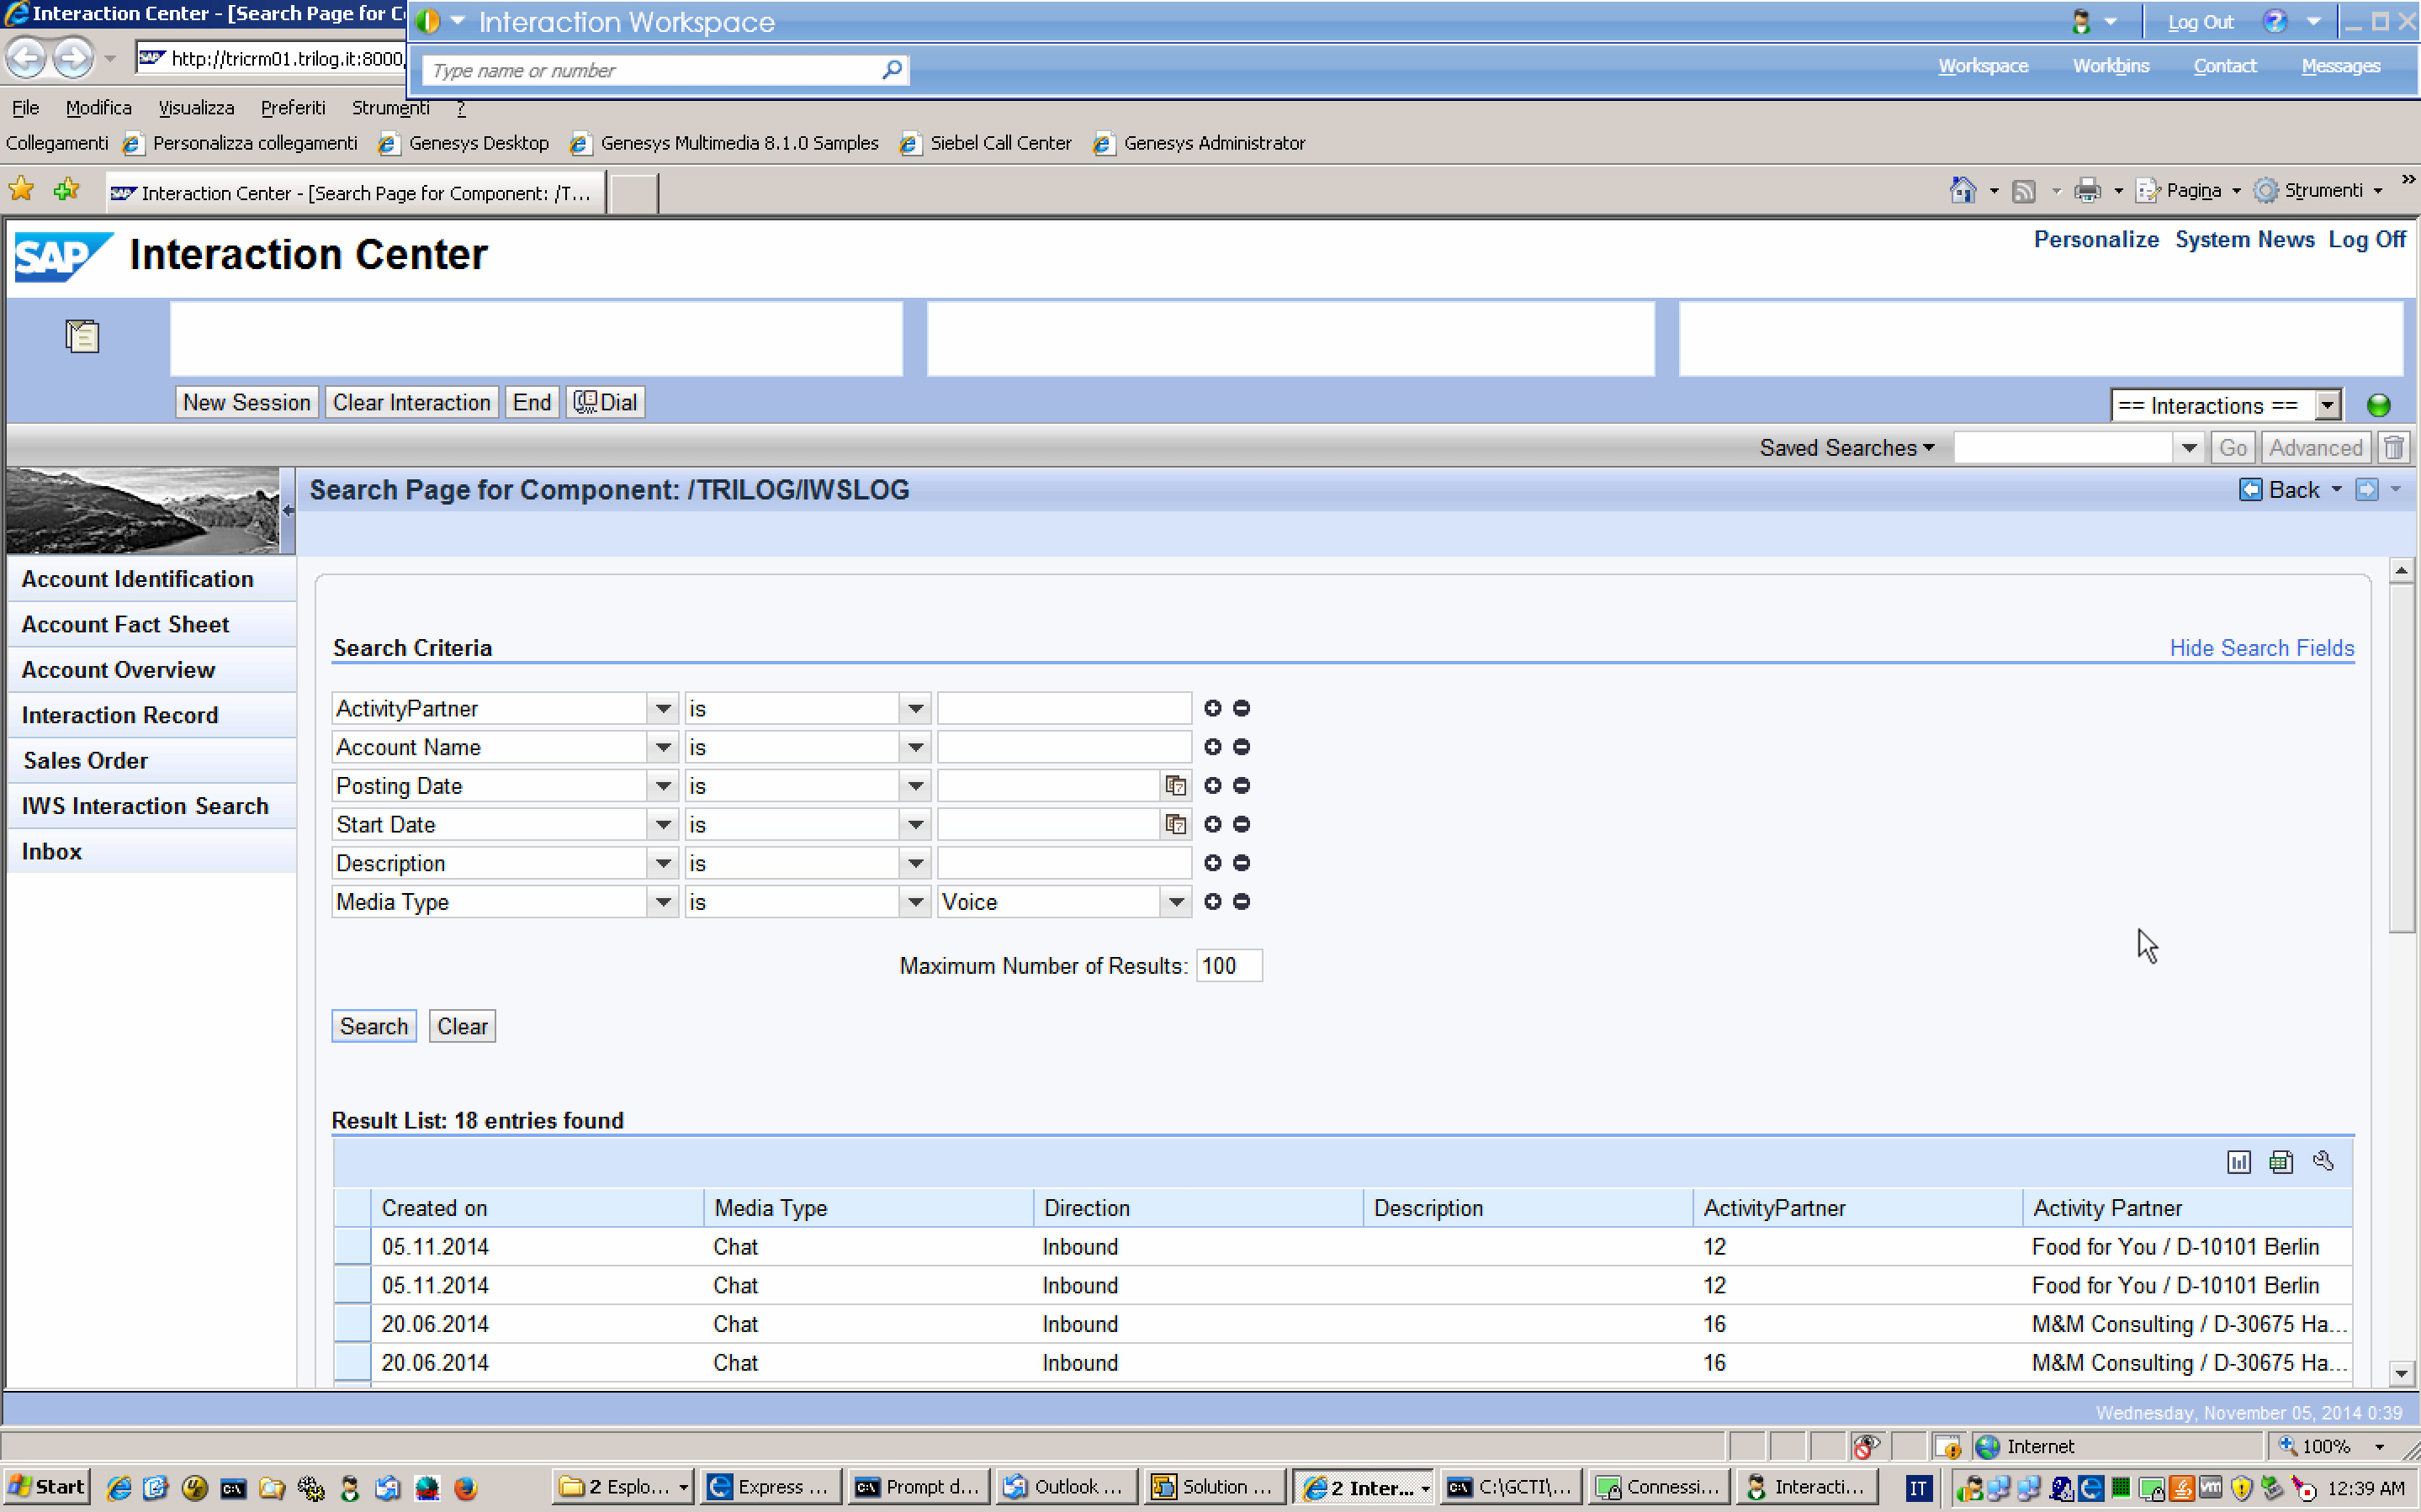 Interaction Center - [Search Page for C
Interaction Workspace
Log Out
http://tricrm01.trilog.it:8000
Type name or number
Workspace Workbins Contact Messages
File Modifica Visualizza Preferiti Strumenti ?
Collegamenti Personalizza collegamenti Genesys Desktop Genesys Multimedia 8.1.0 Samples Siebel Call Center Genesys Administrator
SAP Interaction Center - [Search Page for Component: /T... Pagina Strumenti »
SAP Interaction Center
Personalize System News Log Off
New Session Clear Interaction End Dial
== Interactions ==
Saved Searches Go Advanced
Search Page for Component: /TRILOG/IWSLOG
Back
Account Identification
Account Fact Sheet
Account Overview
Interaction Record
Sales Order
IWS Interaction Search
Inbox
Search Criteria
Hide Search Fields
ActivityPartner is
Account Name is
Posting Date is
Start Date is
Description is
Media Type is Voice
Maximum Number of Results: 100
Search Clear
Result List: 18 entries found
Created on Media Type Direction Description ActivityPartner Activity Partner
05.11.2014 Chat Inbound 12 Food for You / D-10101 Berlin
05.11.2014 Chat Inbound 12 Food for You / D-10101 Berlin
20.06.2014 Chat Inbound 16 M&M Consulting / D-30675 Ha...
20.06.2014 Chat Inbound 16 M&M Consulting / D-30675 Ha...
Wednesday, November 05, 2014 0:39
Internet 100%
Start 2 Esplo... Express ... Prompt d... Outlook ... Solution ... 2 Inter... C:\GCTI\... Connessi... Interacti... IT 12:39 AM